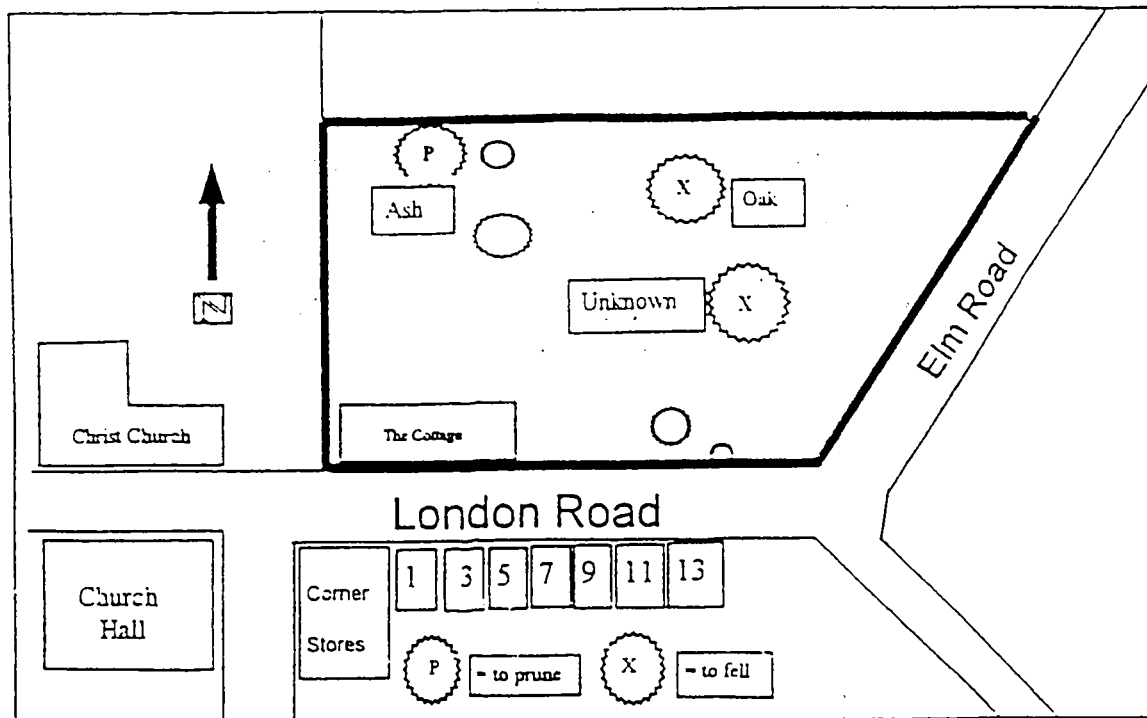 P
Ash
X
Oak
Unknown
X
N
Elm Road
Christ Church
The Cottage
London Road
Church
Hall
Corner
Stores
1
3
5
7
9
11
13
P
= to prune
X
= to fell